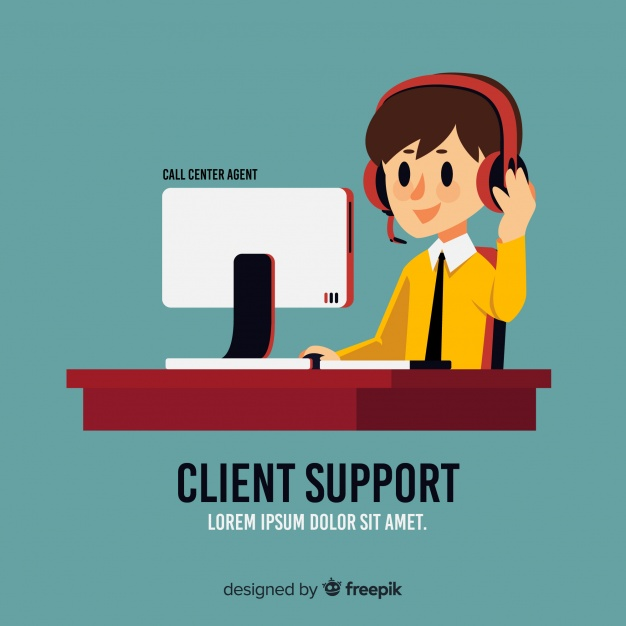 CALL CENTER AGENT
CLIENT SUPPORT
LOREM IPSUM DOLOR SIT AMET.
designed by freepik